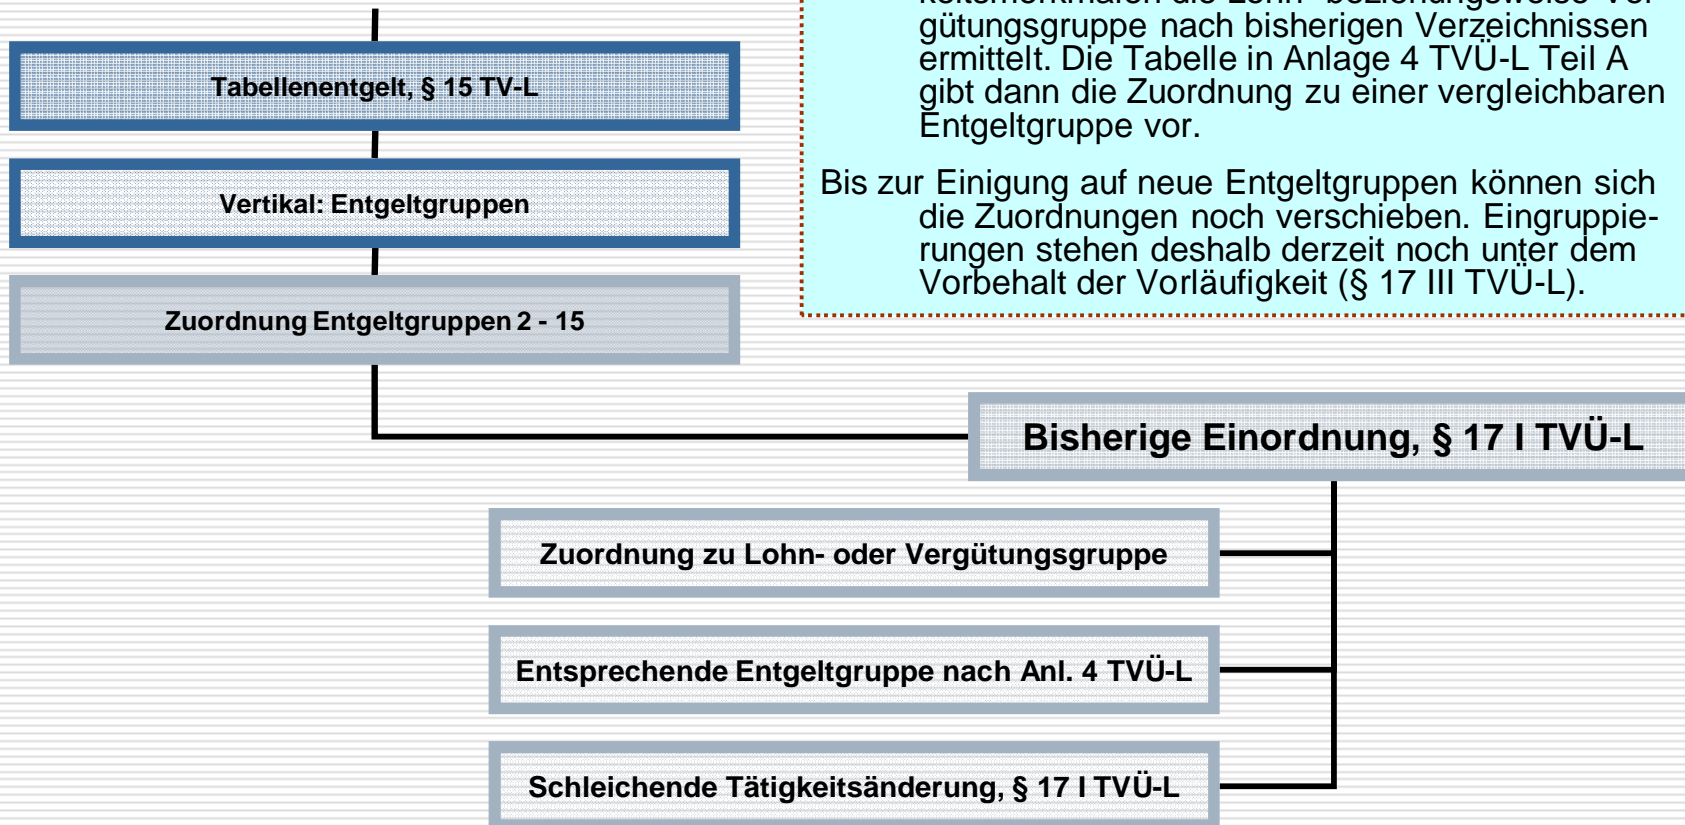 Tabellenentgelt, § 15 TV-L
Vertikal: Entgeltgruppen
Zuordnung Entgeltgruppen 2 - 15
gütungsgruppe nach bisherigen Verzeichnissen
ermittelt. Die Tabelle in Anlage 4 TVÜ-L Teil A
gibt dann die Zuordnung zu einer vergleichbaren
Entgeltgruppe vor.
Bis zur Einigung auf neue Entgeltgruppen können sich
die Zuordnungen noch verschieben. Eingruppie-
rungen stehen deshalb derzeit noch unter dem
Vorbehalt der Vorläufigkeit (§ 17 III TVÜ-L).
Bisherige Einordnung, § 17 I TVÜ-L
Zuordnung zu Lohn- oder Vergütungsgruppe
Entsprechende Entgeltgruppe nach Anl. 4 TVÜ-L
Schleichende Tätigkeitsänderung, § 17 I TVÜ-L